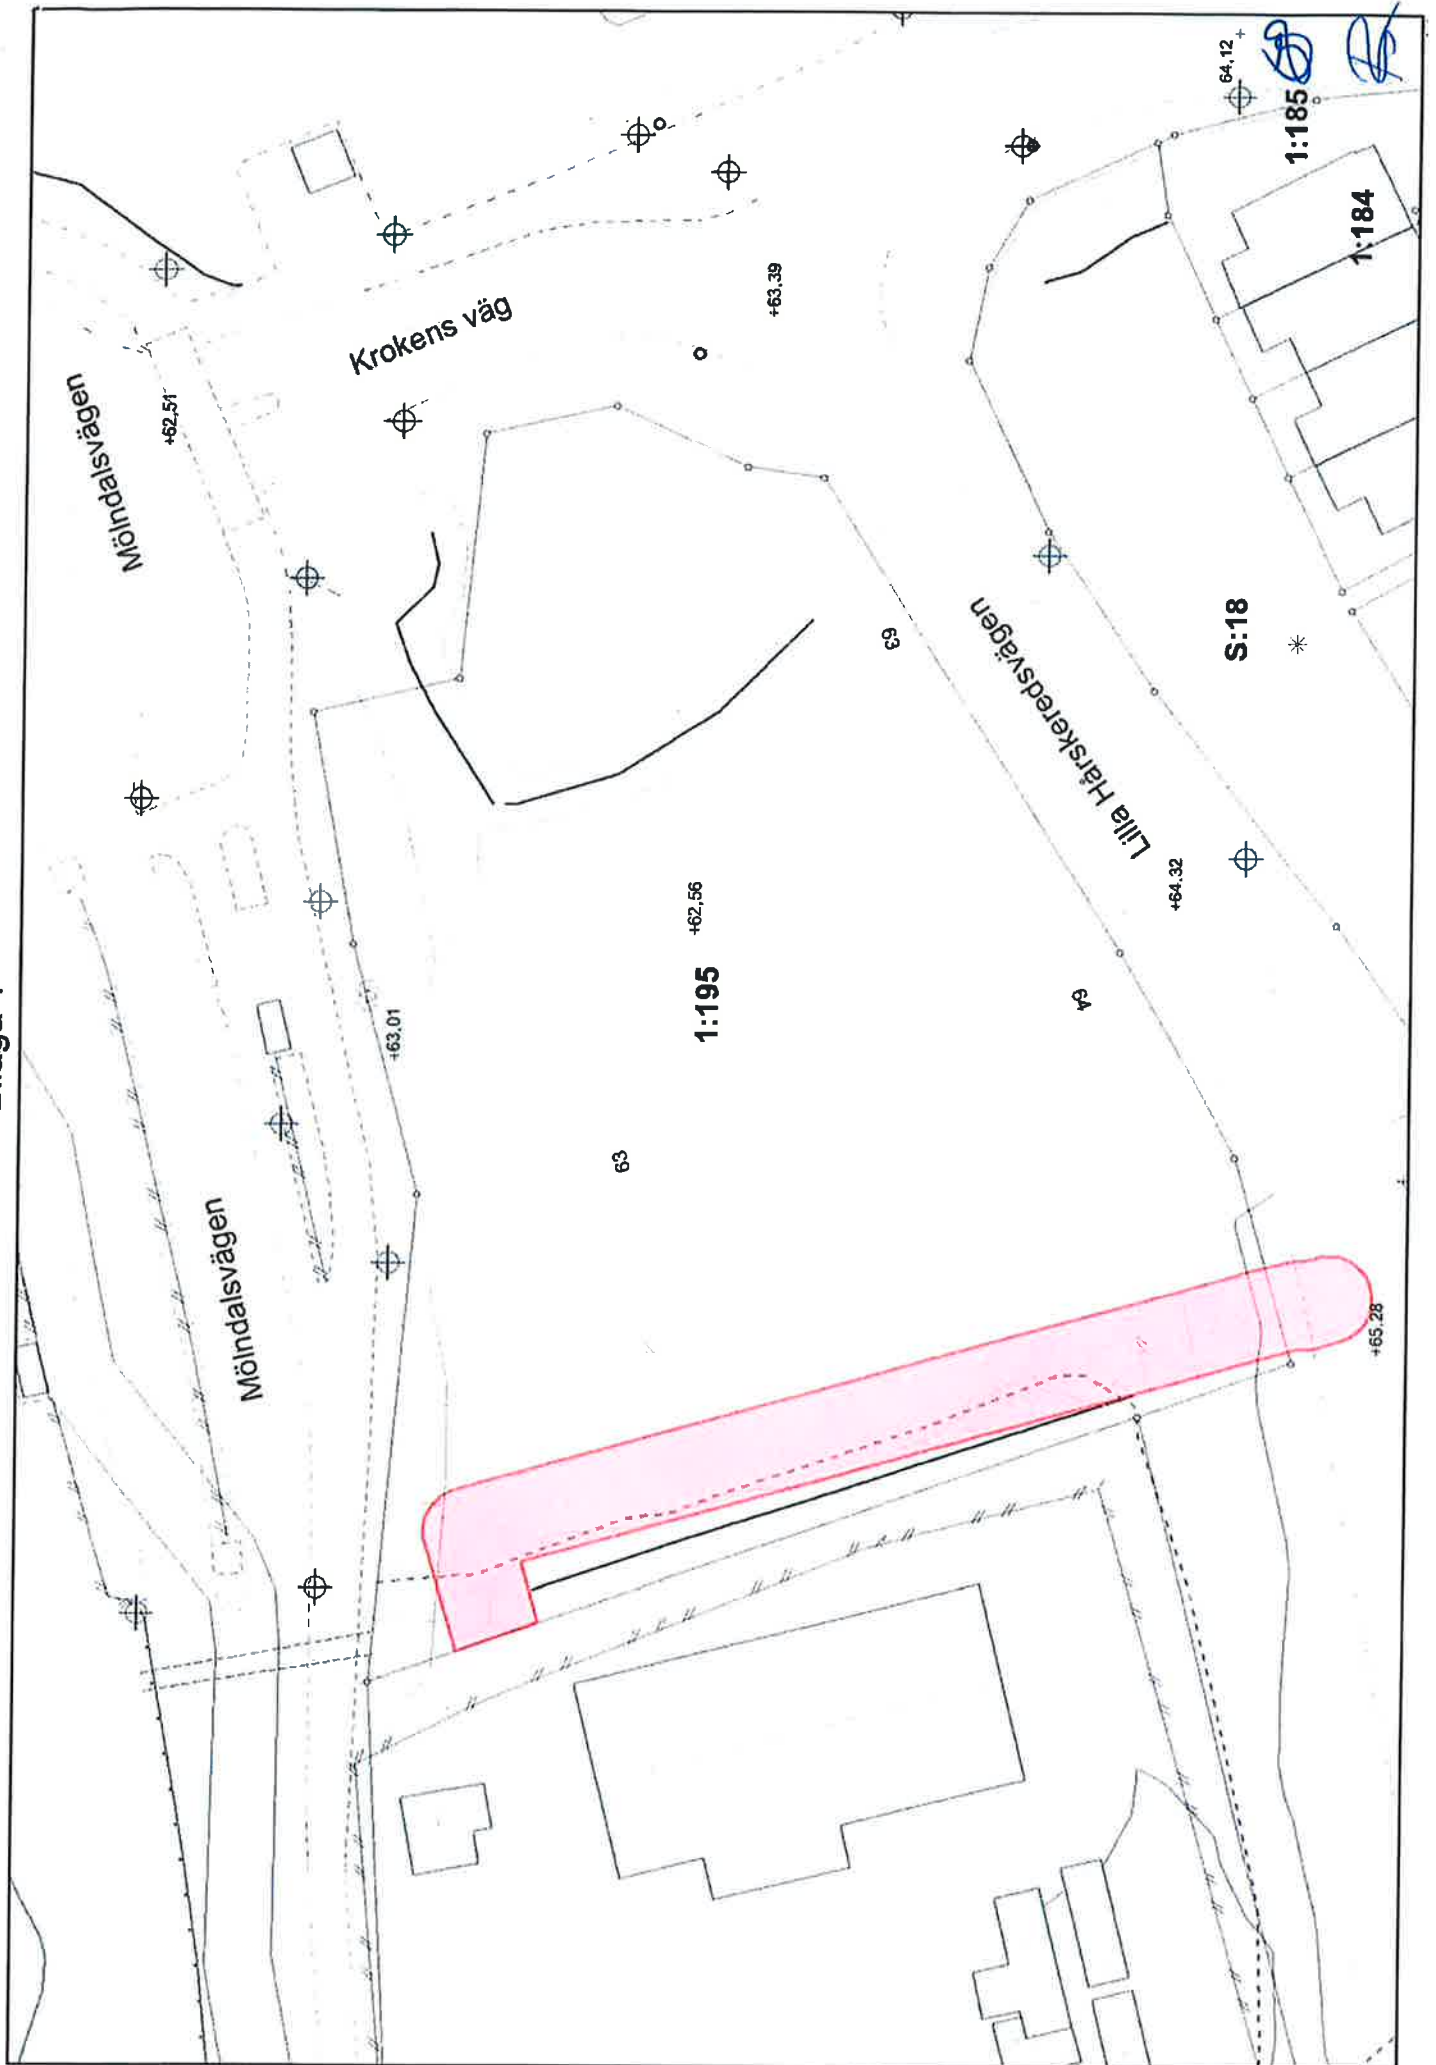 Mölndalsvägen
+62,51
Krokens väg
+63,39
64,12
1:185
1:184
63
Lilla Hårskeredsvägen
S:18
+62,56
1:195
+63,01
+64,32
64
63
Mölndalsvägen
+65,28